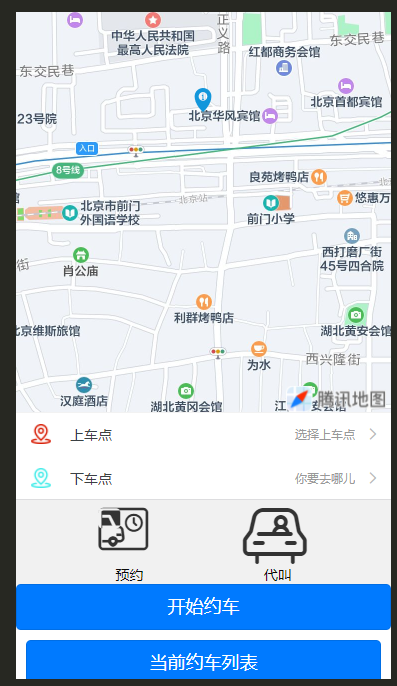 中华人民共和国
最高人民法院
正义路
红都商务会馆
东交民巷
东交民巷
北京首都宾馆
北京华风宾馆
23号院
入口
8号线
良苑烤鸭店
北京站
悠惠万
北京市前门
外国语学校
前门小学
西打磨厂街
45号四合院
街
肖公庙
利群烤鸭店
北京维斯旅馆
湖北黄安会馆
为水
西兴隆街
汉庭酒店
湖北黄冈会馆
江
安会馆
腾讯地图
上车点
选择上车点
下车点
你要去哪儿
预约
代叫
开始约车
当前约车列表